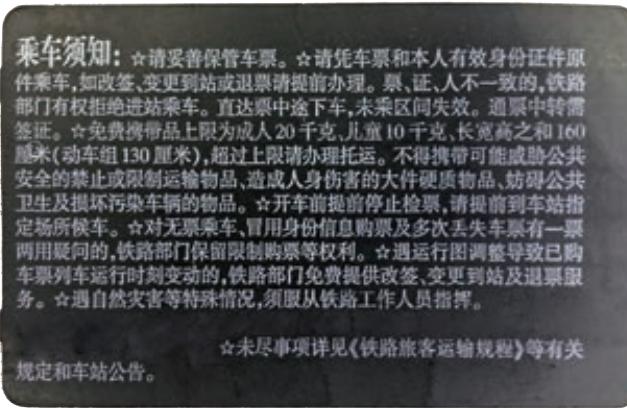 乘车须知：☆请妥善保管车票。☆请凭车票和本人有效身份证件原
件乘车,如改签、变更到站或退票请提前办理。票、证、人不一致的,铁路
部门有权拒绝进站乘车。直达票中途下车,未乘区间失效。通票中转需
签证。☆免费携带品上限为成人20千克,儿童10千克、长宽高之和160
厘米(动车组130厘米),超过上限请办理托运。不得携带可能威胁公共
安全的禁止或限制运输物品、造成人身伤害的大件硬质物品、妨碍公共
卫生及损坏污染车辆的物品。☆开车前提前停止检票,请提前到车站指
定场所候车。☆对无票乘车、冒用身份信息购票及多次丢失车票有一票
两用疑问的,铁路部门保留限制购票等权利。☆遇运行图调整导致已购
车票列车运行时刻变动的,铁路部门免费提供改签、变更到站及退票服
务。☆遇自然灾害等特殊情况,须服从铁路工作人员指挥。
☆未尽事项详见《铁路旅客运输规程》等有关
规定和车站公告。